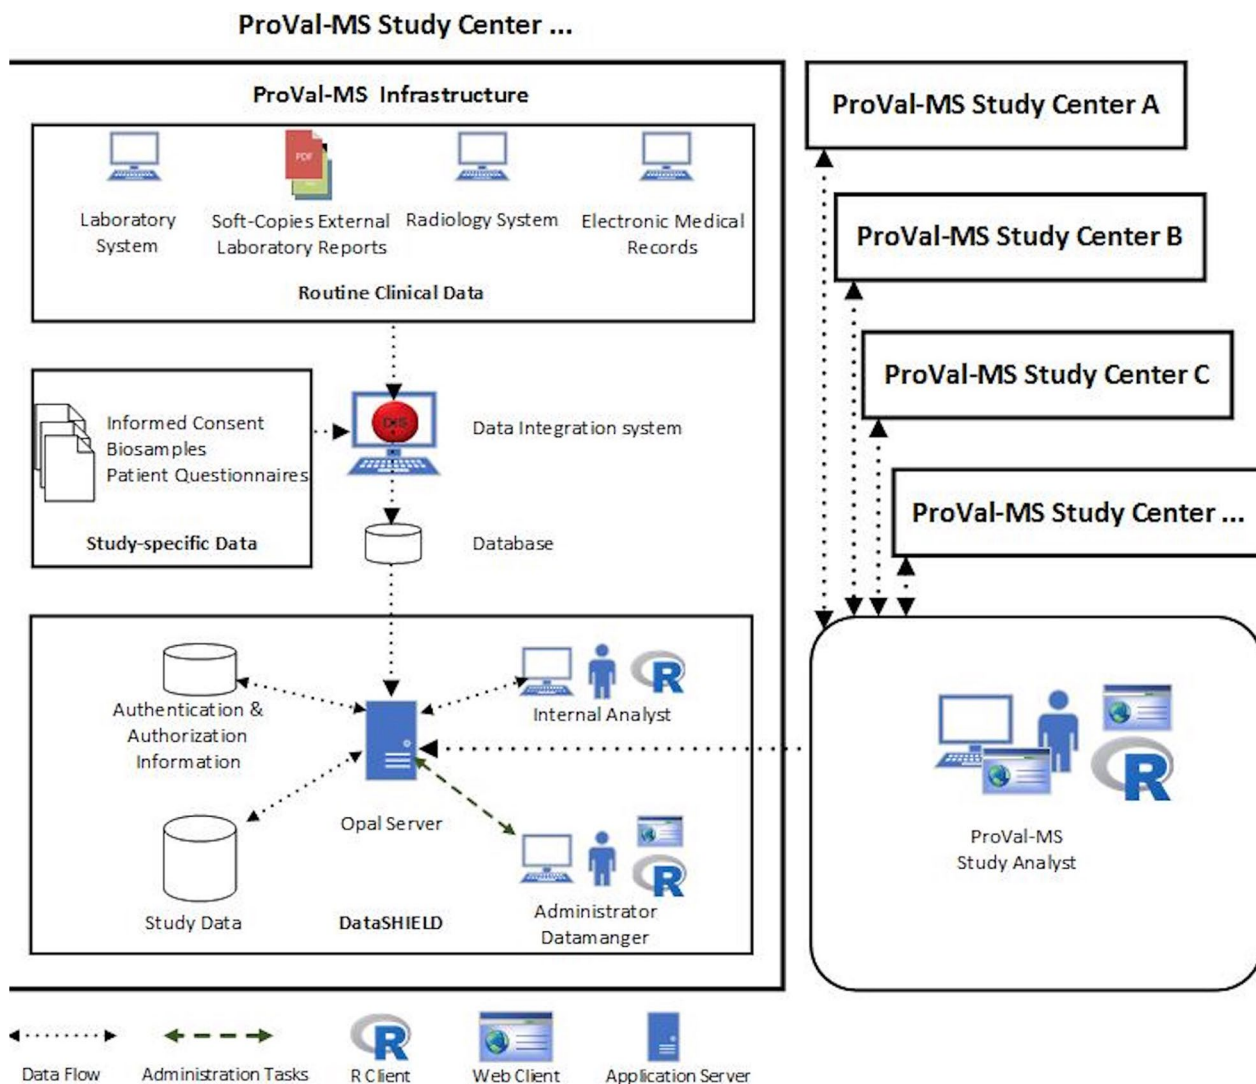 ProVal-MS Study Center ...
ProVal-MS Infrastructure
Laboratory
System
PDF
Soft-Copies External
Laboratory Reports
Radiology System
Electronic Medical
Records
Routine Clinical Data
Informed Consent
Biosamples
Patient Questionnaires
Study-specific Data
DIS
Data Integration system
Database
Authentication &
Authorization
Information
Internal Analyst
Opal Server
Study Data
DataSHIELD
Administrator
Datamanger
ProVal-MS Study Center A
ProVal-MS Study Center B
ProVal-MS Study Center C
ProVal-MS Study Center ...
R
ProVal-MS
Study Analyst
Data Flow
Administration Tasks
R Client
Web Client
Application Server